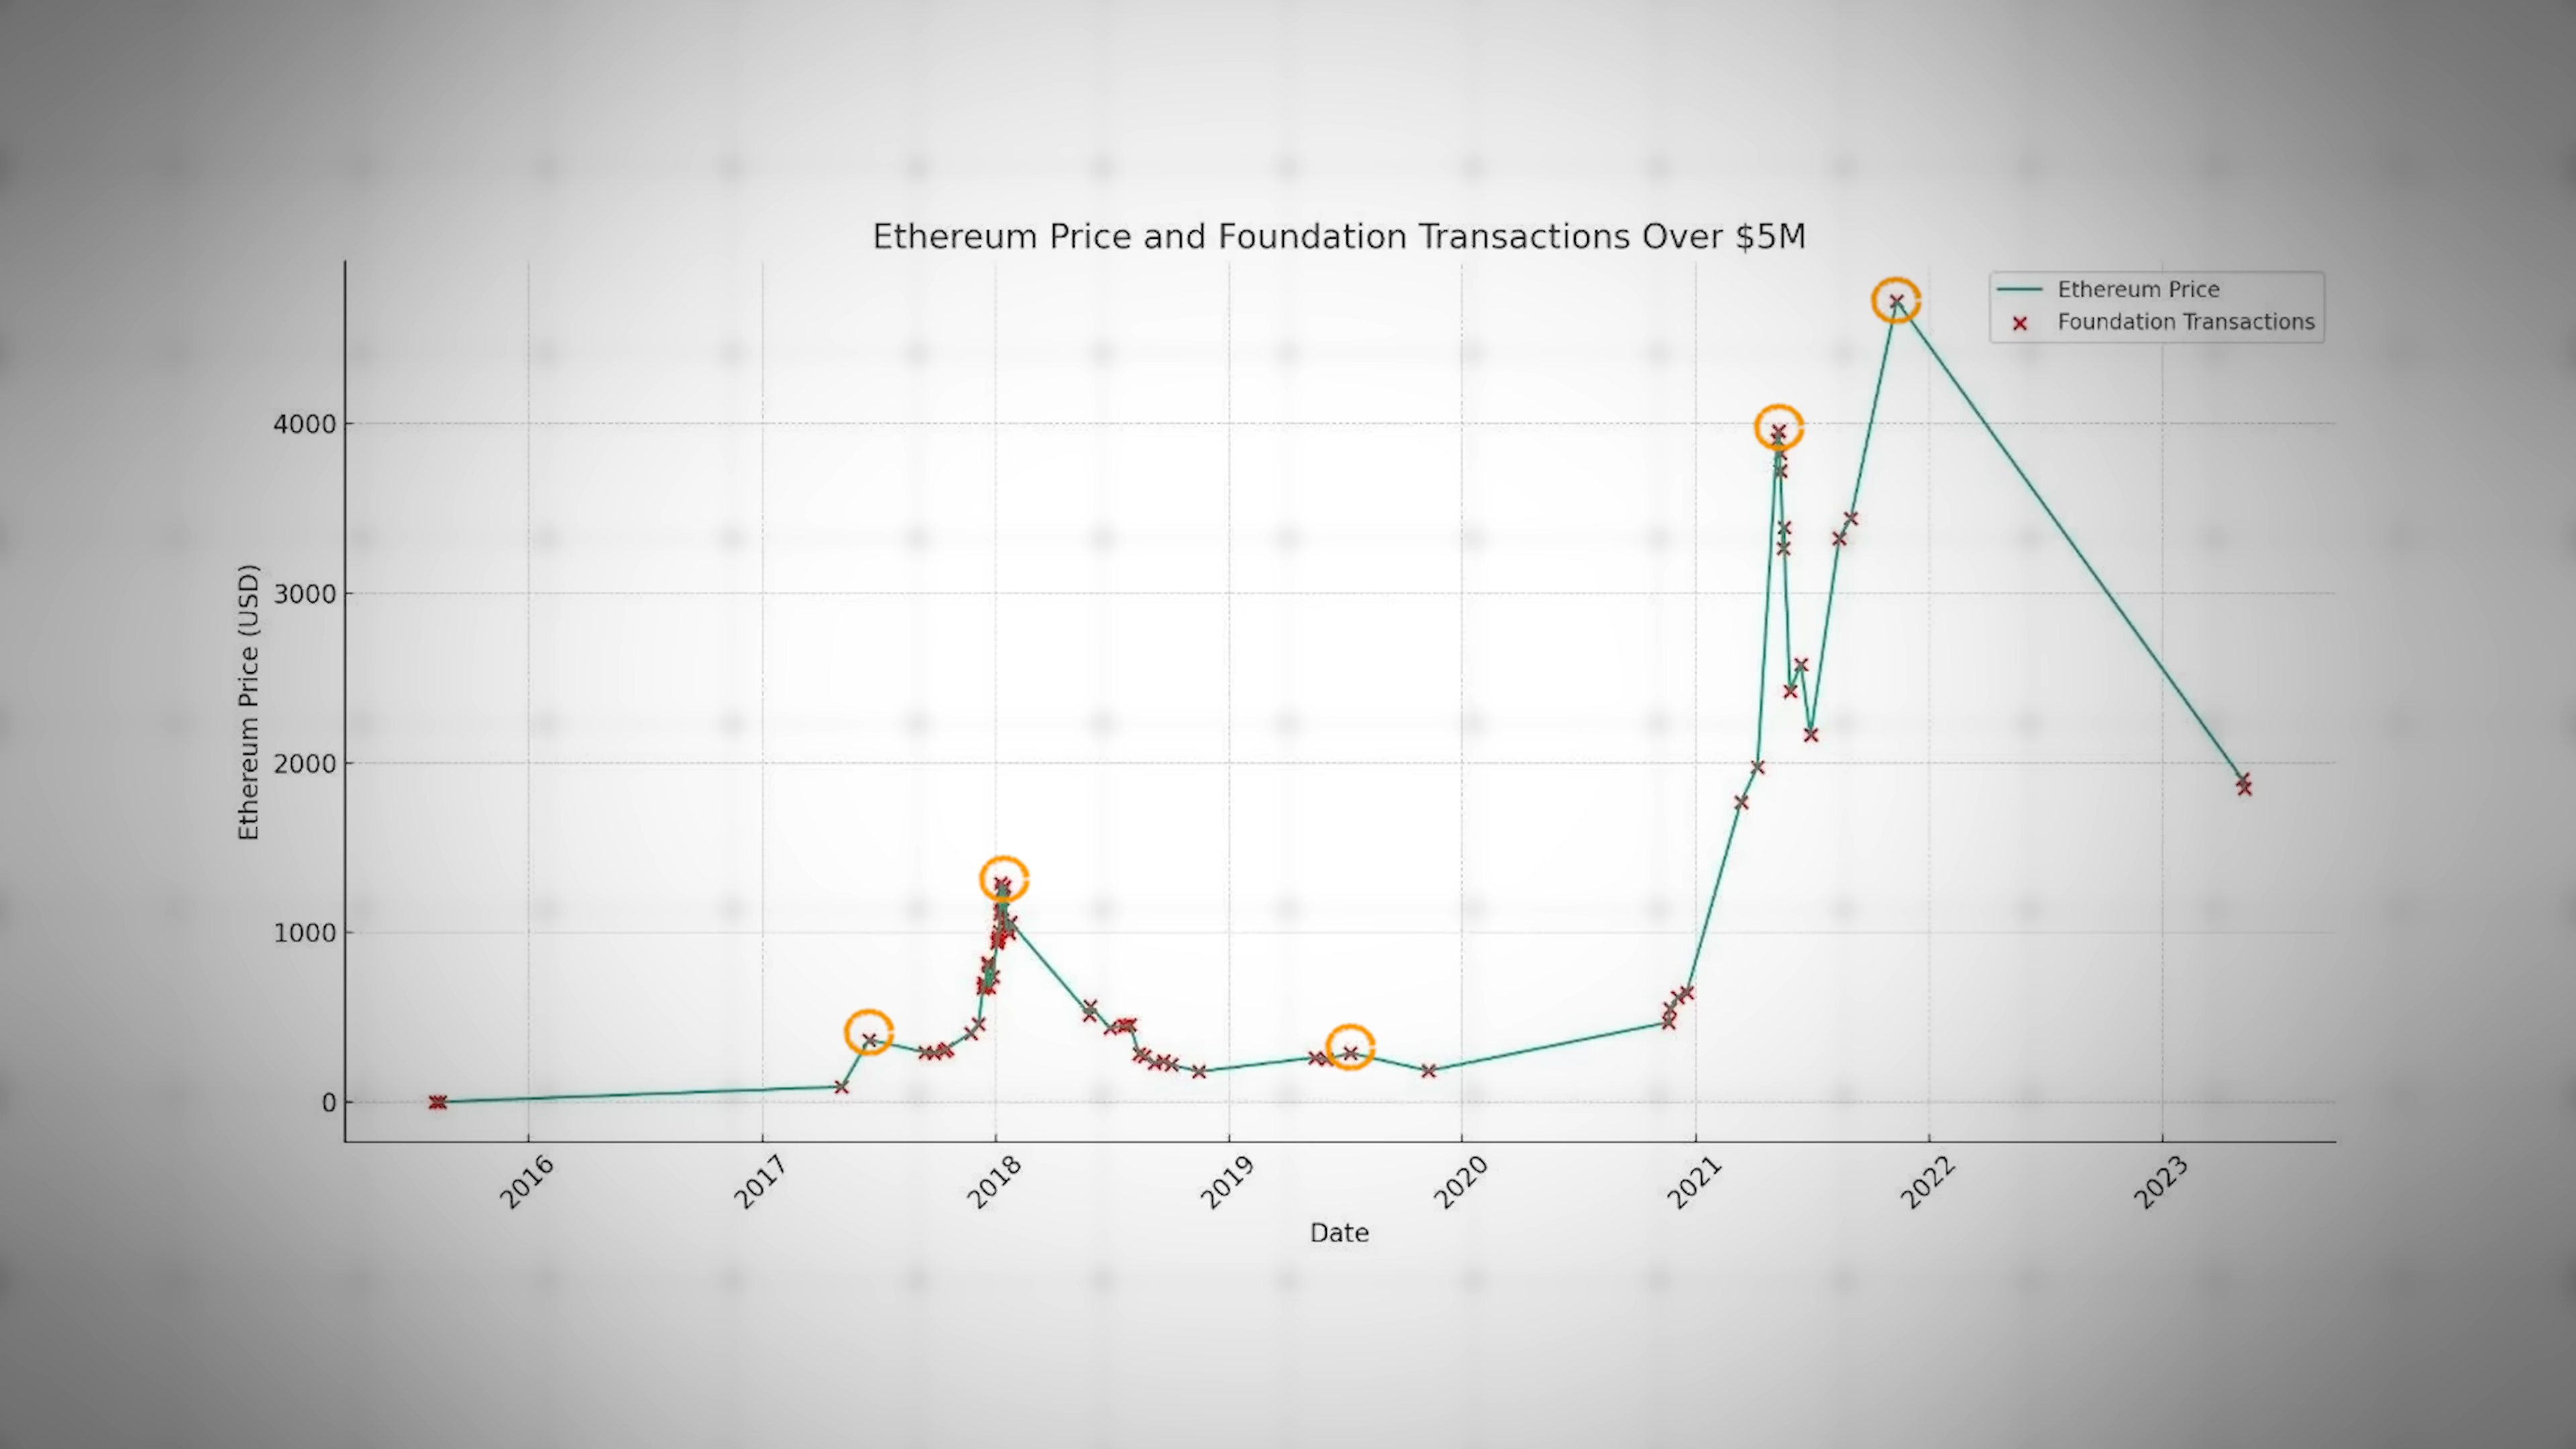 Ethereum Price and Foundation Transactions Over $5M
Ethereum Price
Foundation Transactions
Ethereum Price (USD)
4000
3000
2000
1000
0
2016
2017
2018
2019
2020
2021
2022
2023
Date